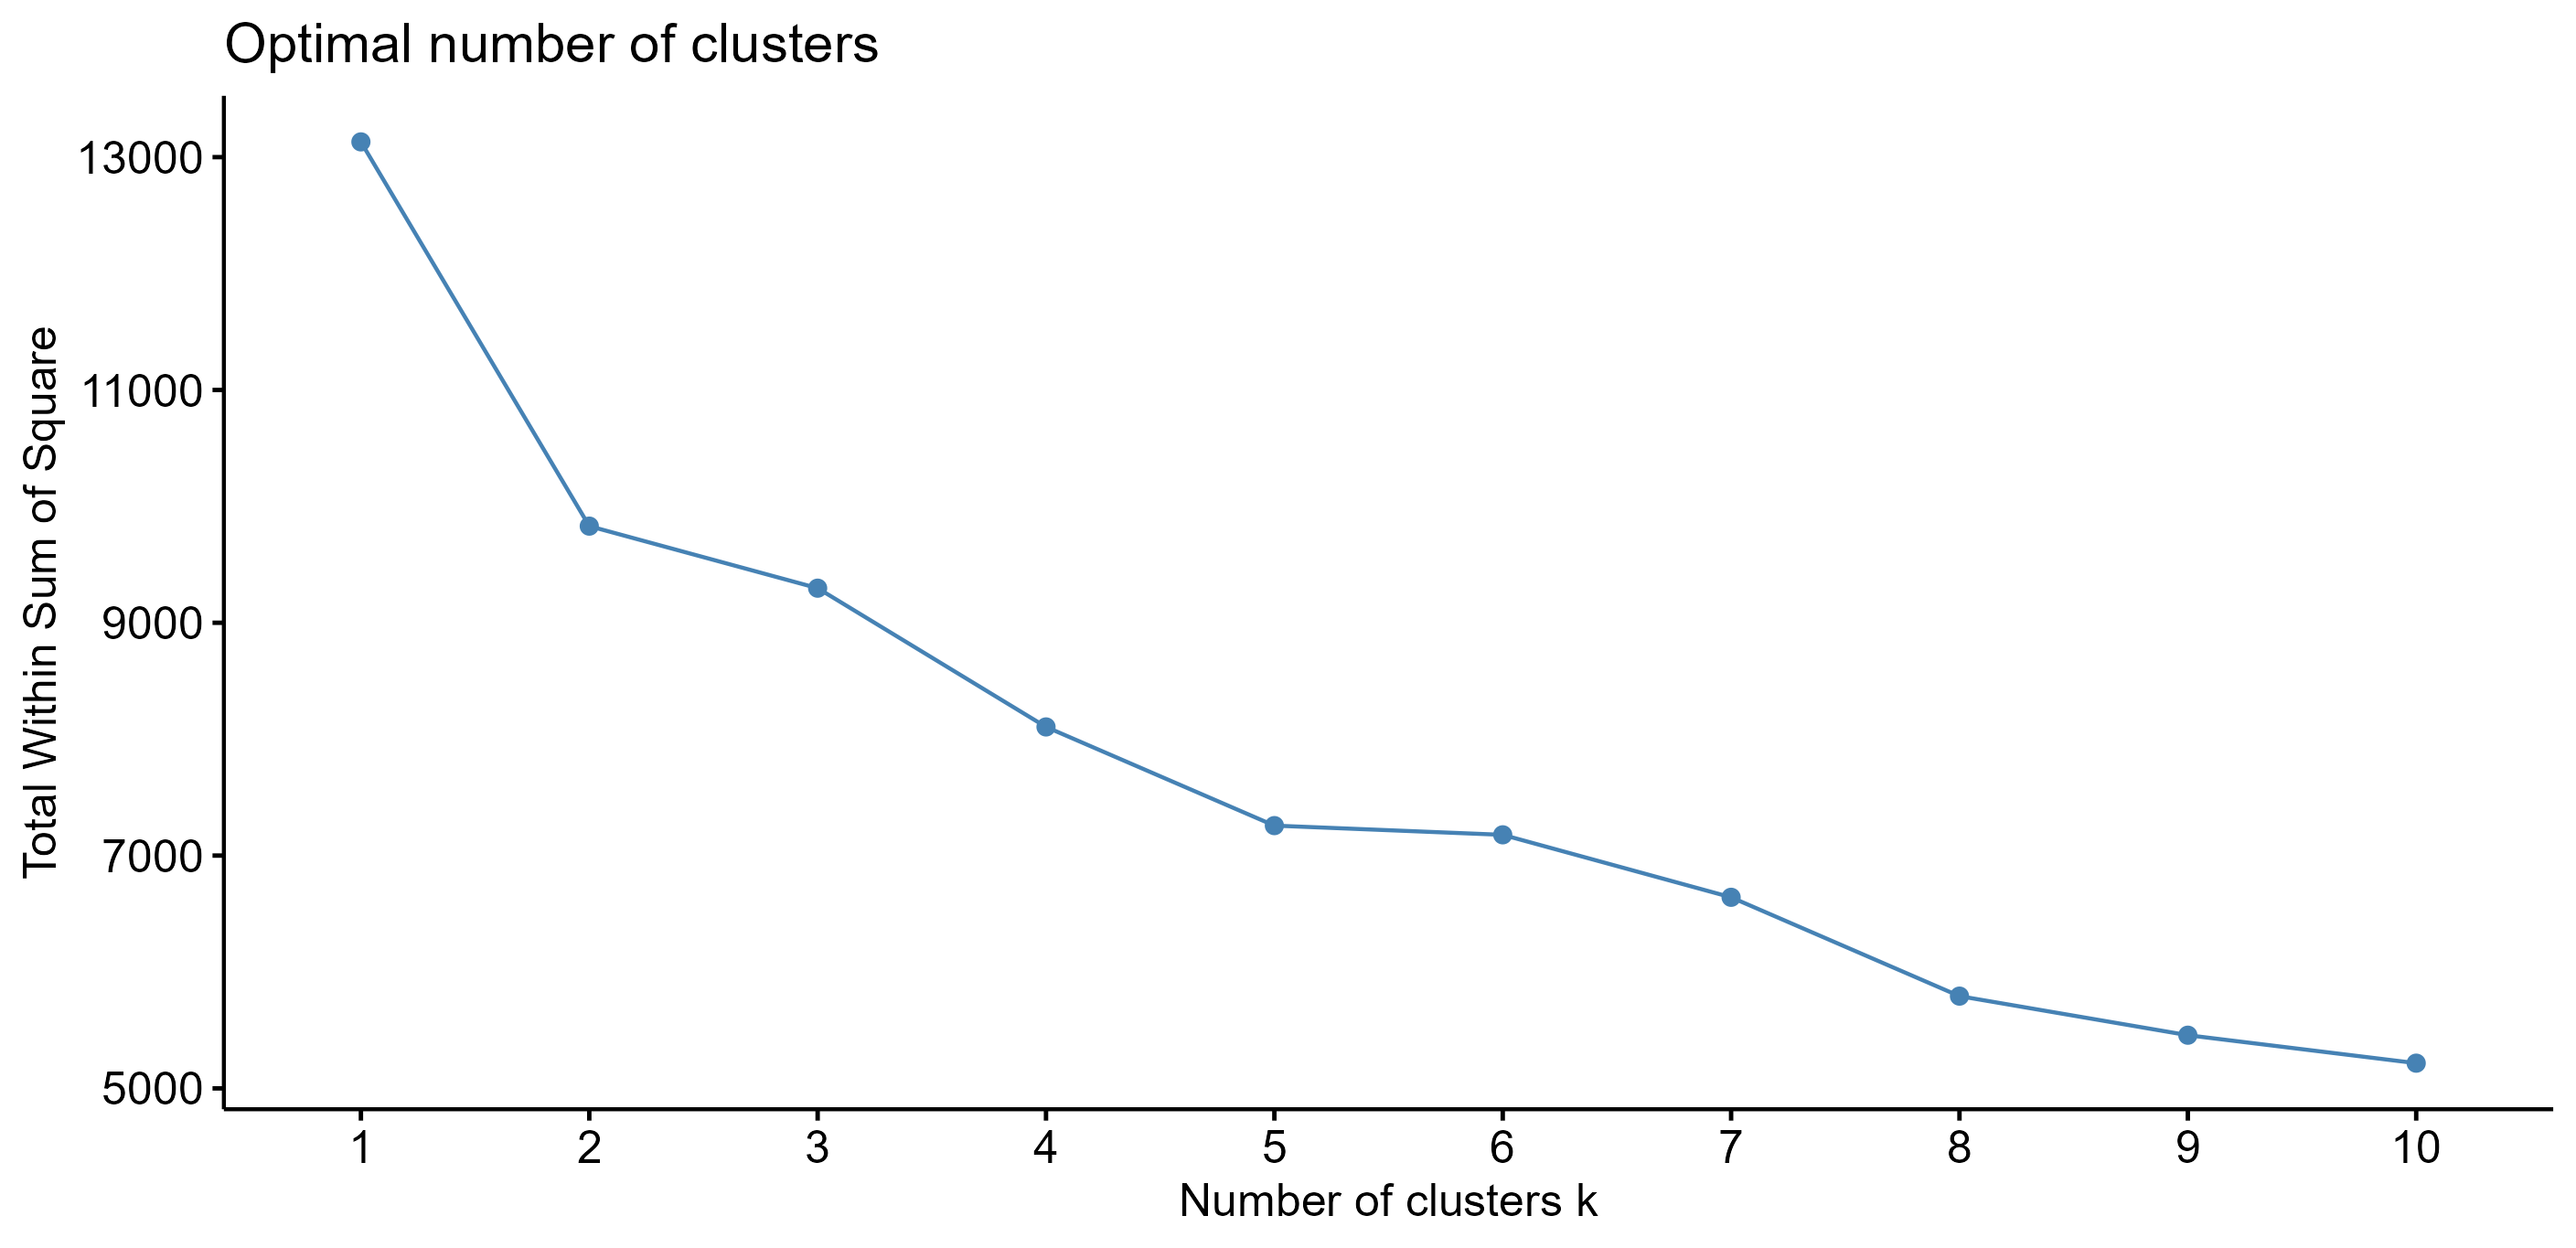 Optimal number of clusters
Total Within Sum of Square
13000
11000
9000
7000
5000
1 2 3 4 5 6 7 8 9 10
Number of clusters k